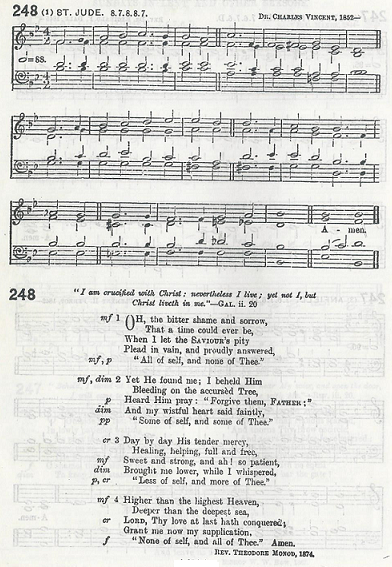 248 (1) ST. JUDE. 8.7.8.8.7. DR. CHARLES VINCENT, 1852–
=88.
A - men.
248 "I am crucified with Christ: nevertheless I live; yet not I, but
Christ liveth in me."—GAL. ii. 20
mf 1 OH, the bitter shame and sorrow,
That a time could ever be,
When I let the SAVIOUR'S pity
Plead in vain, and proudly answered,
mf, p "All of self, and none of Thee."
mf, dim 2 Yet He found me; I beheld Him
Bleeding on the accursèd Tree,
p Heard Him pray: "Forgive them, FATHER;"
dim And my wistful heart said faintly,
pp "Some of self, and some of Thee."
cr 3 Day by day His tender mercy,
Healing, helping, full and free,
mf Sweet and strong, and ah! so patient,
dim Brought me lower, while I whispered,
p, cr "Less of self, and more of Thee."
mf 4 Higher than the highest Heaven,
Deeper than the deepest sea,
cr LORD, Thy love at last hath conquered;
Grant me now my supplication,
f "None of self, and all of Thee." Amen.
REV. THEODORE MONOD, 1874.